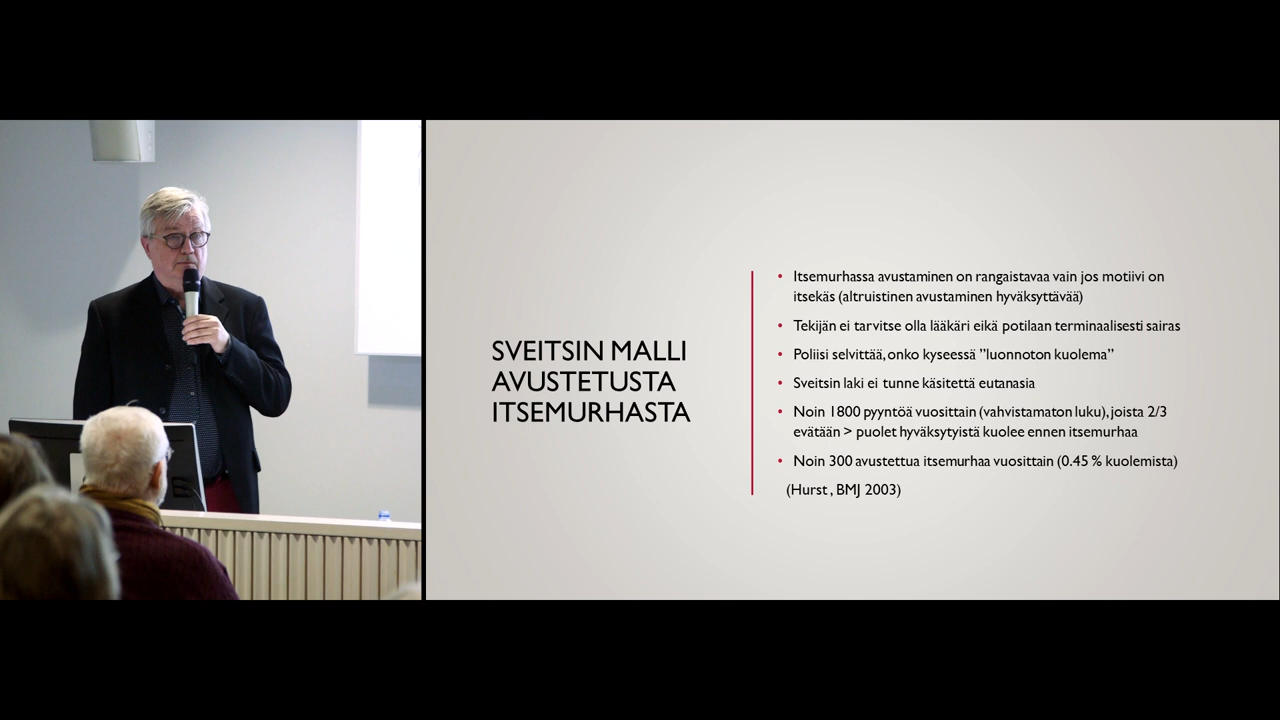 SVEITSIN MALLI
AVUSTETUSTA
ITSEMURHASTA
• Itsemurhassa avustaminen on rangaistavaa vain jos motiivi on
itsekäs (altruistinen avustaminen hyväksyttävää)
• Tekijän ei tarvitse olla lääkäri eikä potilaan terminaalisesti sairas
• Poliisi selvittää, onko kyseessä ”luonnoton kuolema”
• Sveitsin laki ei tunne käsitettä eutanasia
• Noin 1800 pyyntöä vuosittain (vahvistamaton luku), joista 2/3
evätään > puolet hyväksytyistä kuolee ennen itsemurhaa
• Noin 300 avustettua itsemurhaa vuosittain (0.45 % kuolemista)
(Hurst , BMJ 2003)